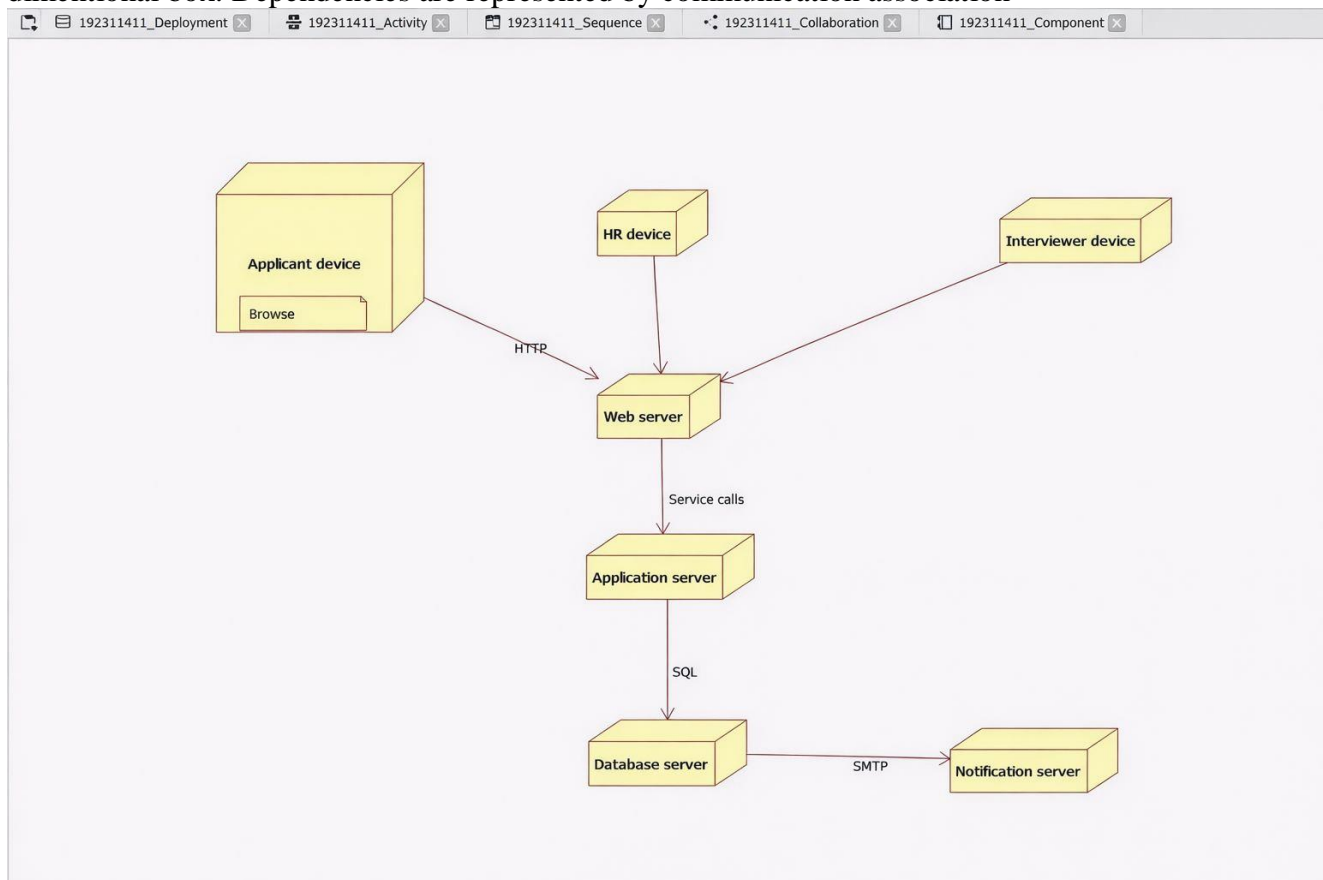 dimentional box. Dependencies are represented by communication association
192311411_Deployment 192311411_Activity 192311411_Sequence 192311411_Collaboration 192311411_Component
Applicant device
Browse
HR device
Interviewer device
HTTP
Web server
Service calls
Application server
SQL
Database server
SMTP
Notification server